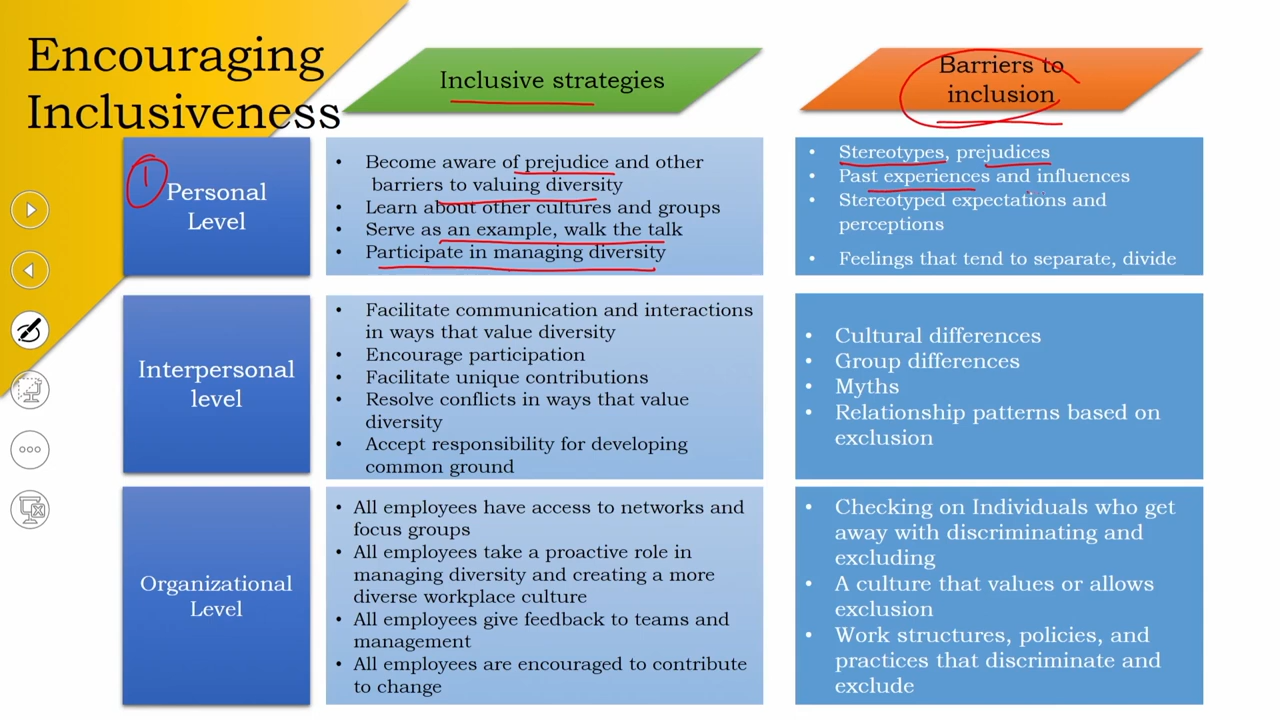 Encouraging
Inclusiveness
Inclusive strategies
Barriers to
inclusion
1
Personal
Level
• Become aware of prejudice and other
barriers to valuing diversity
• Learn about other cultures and groups
• Serve as an example, walk the talk
• Participate in managing diversity
• Stereotypes, prejudices
• Past experiences and influences
• Stereotyped expectations and
perceptions
• Feelings that tend to separate, divide
Interpersonal
level
• Facilitate communication and interactions
in ways that value diversity
• Encourage participation
• Facilitate unique contributions
• Resolve conflicts in ways that value
diversity
• Accept responsibility for developing
common ground
• Cultural differences
• Group differences
• Myths
• Relationship patterns based on
exclusion
Organizational
Level
• All employees have access to networks and
focus groups
• All employees take a proactive role in
managing diversity and creating a more
diverse workplace culture
• All employees give feedback to teams and
management
• All employees are encouraged to contribute
to change
• Checking on Individuals who get
away with discriminating and
excluding
• A culture that values or allows
exclusion
• Work structures, policies, and
practices that discriminate and
exclude